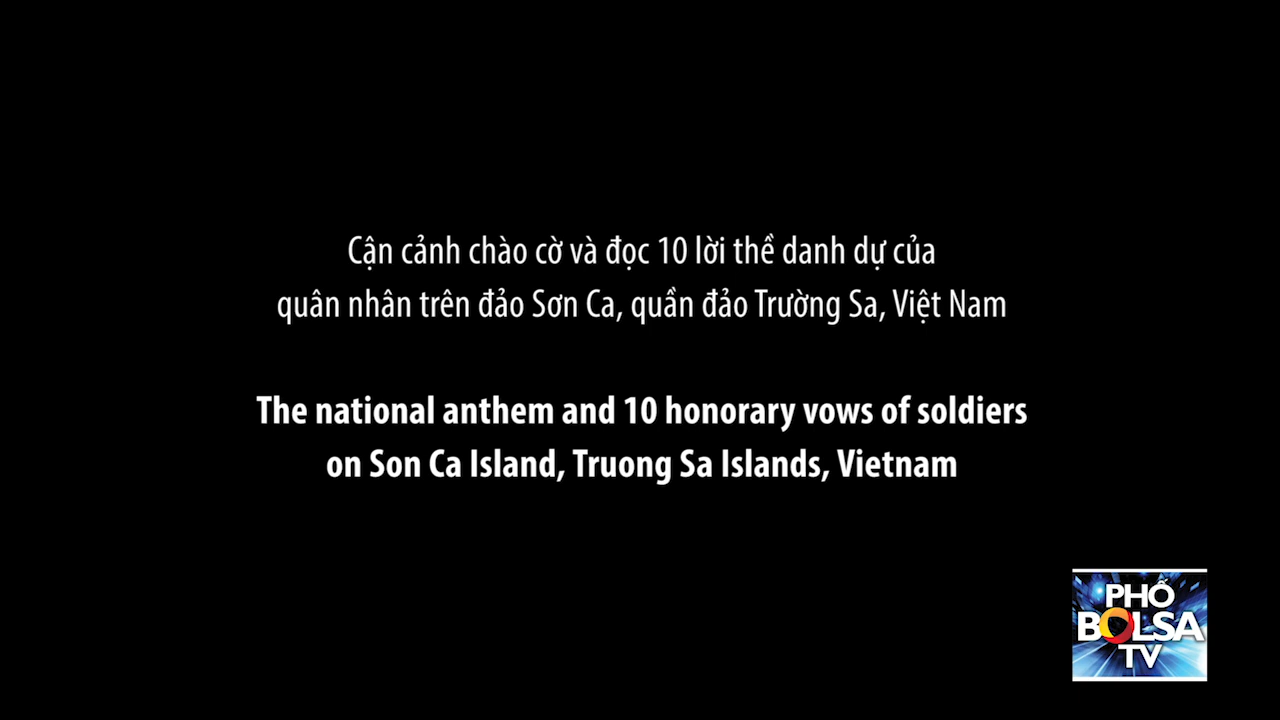 Cận cảnh chào cờ và đọc 10 lời thề danh dự của
quân nhân trên đảo Sơn Ca, quần đảo Trường Sa, Việt Nam
The national anthem and 10 honorary vows of soldiers
on Son Ca Island, Truong Sa Islands, Vietnam
PHỐ
BOLSA
TV